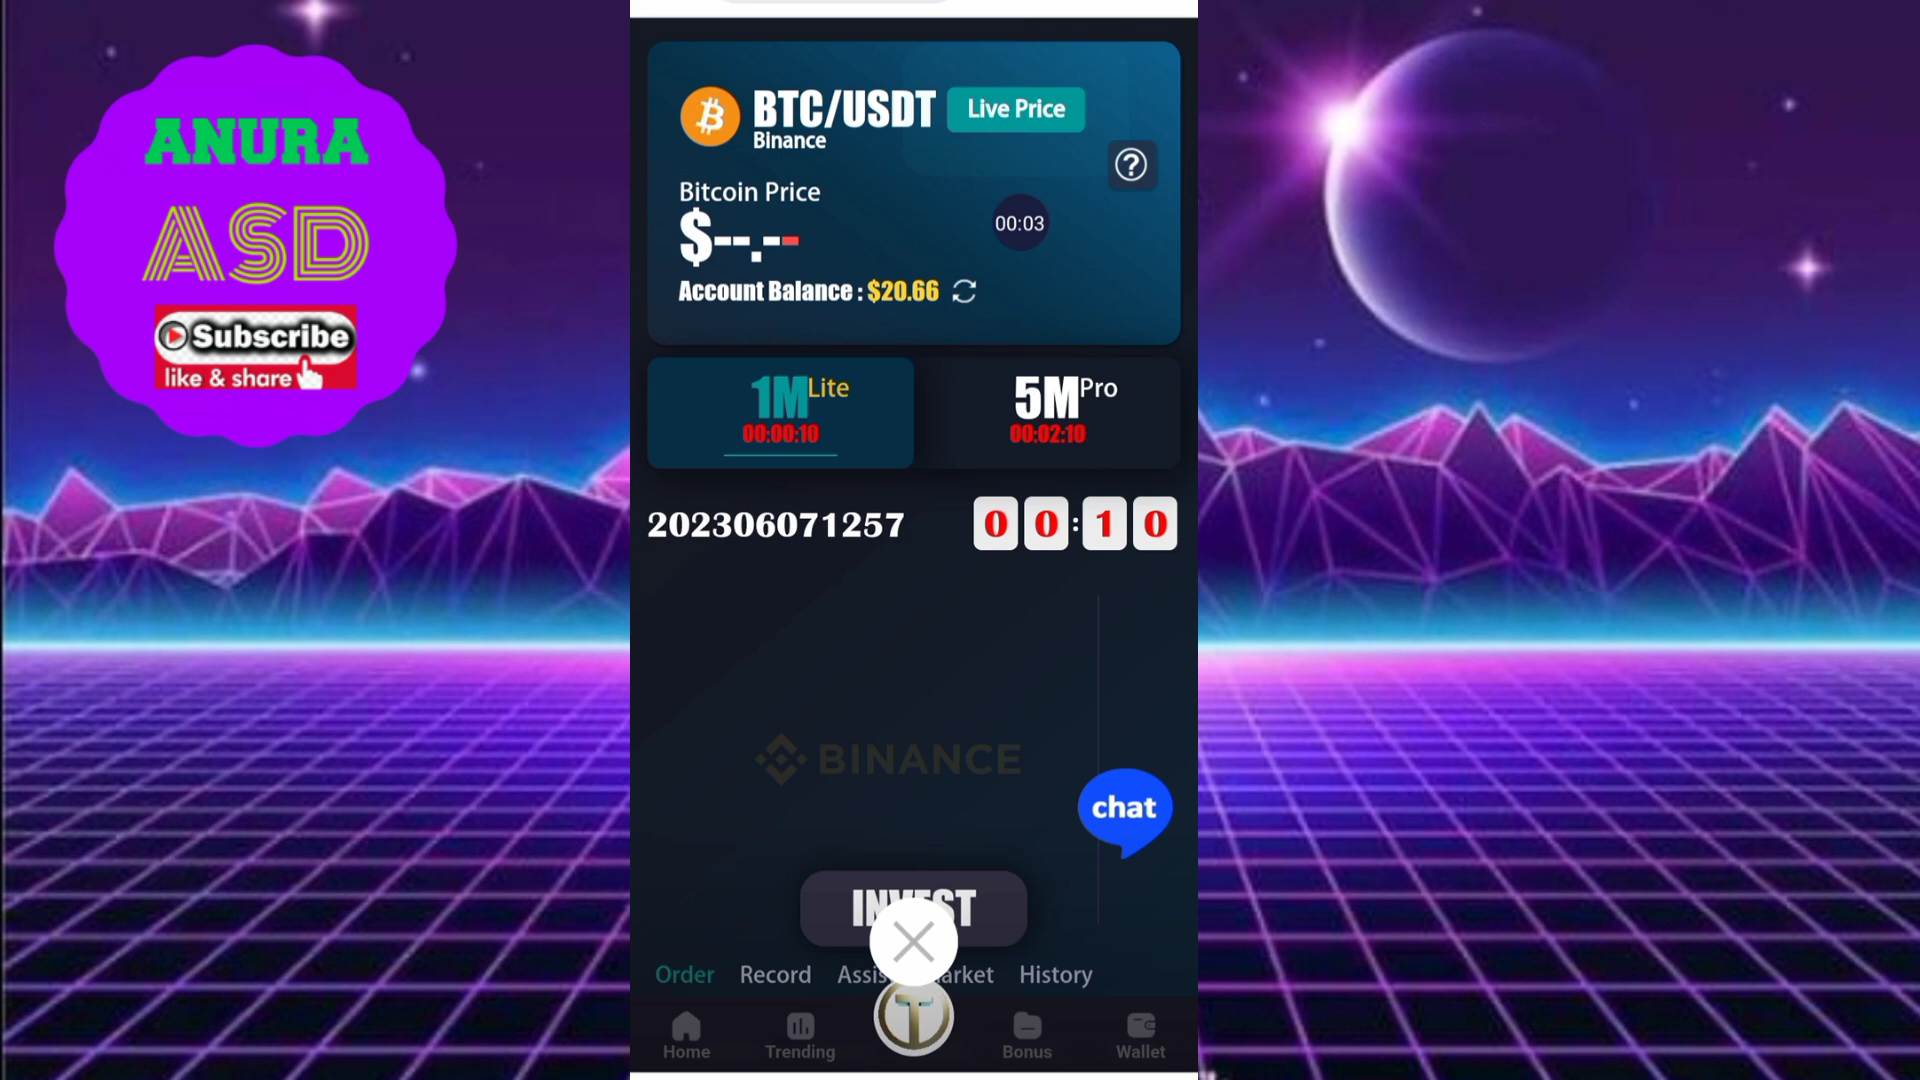 ANURA
ASD
Subscribe
like & share
BTC/USDT
Live Price
Binance
?
Bitcoin Price
$--.--
00:03
Account Balance : $20.66
1M Lite
00:00:10
5M Pro
00:02:10
202306071257
00:10
BINANCE
chat
INVEST
Order Record Market History
Home Trending T Bonus Wallet